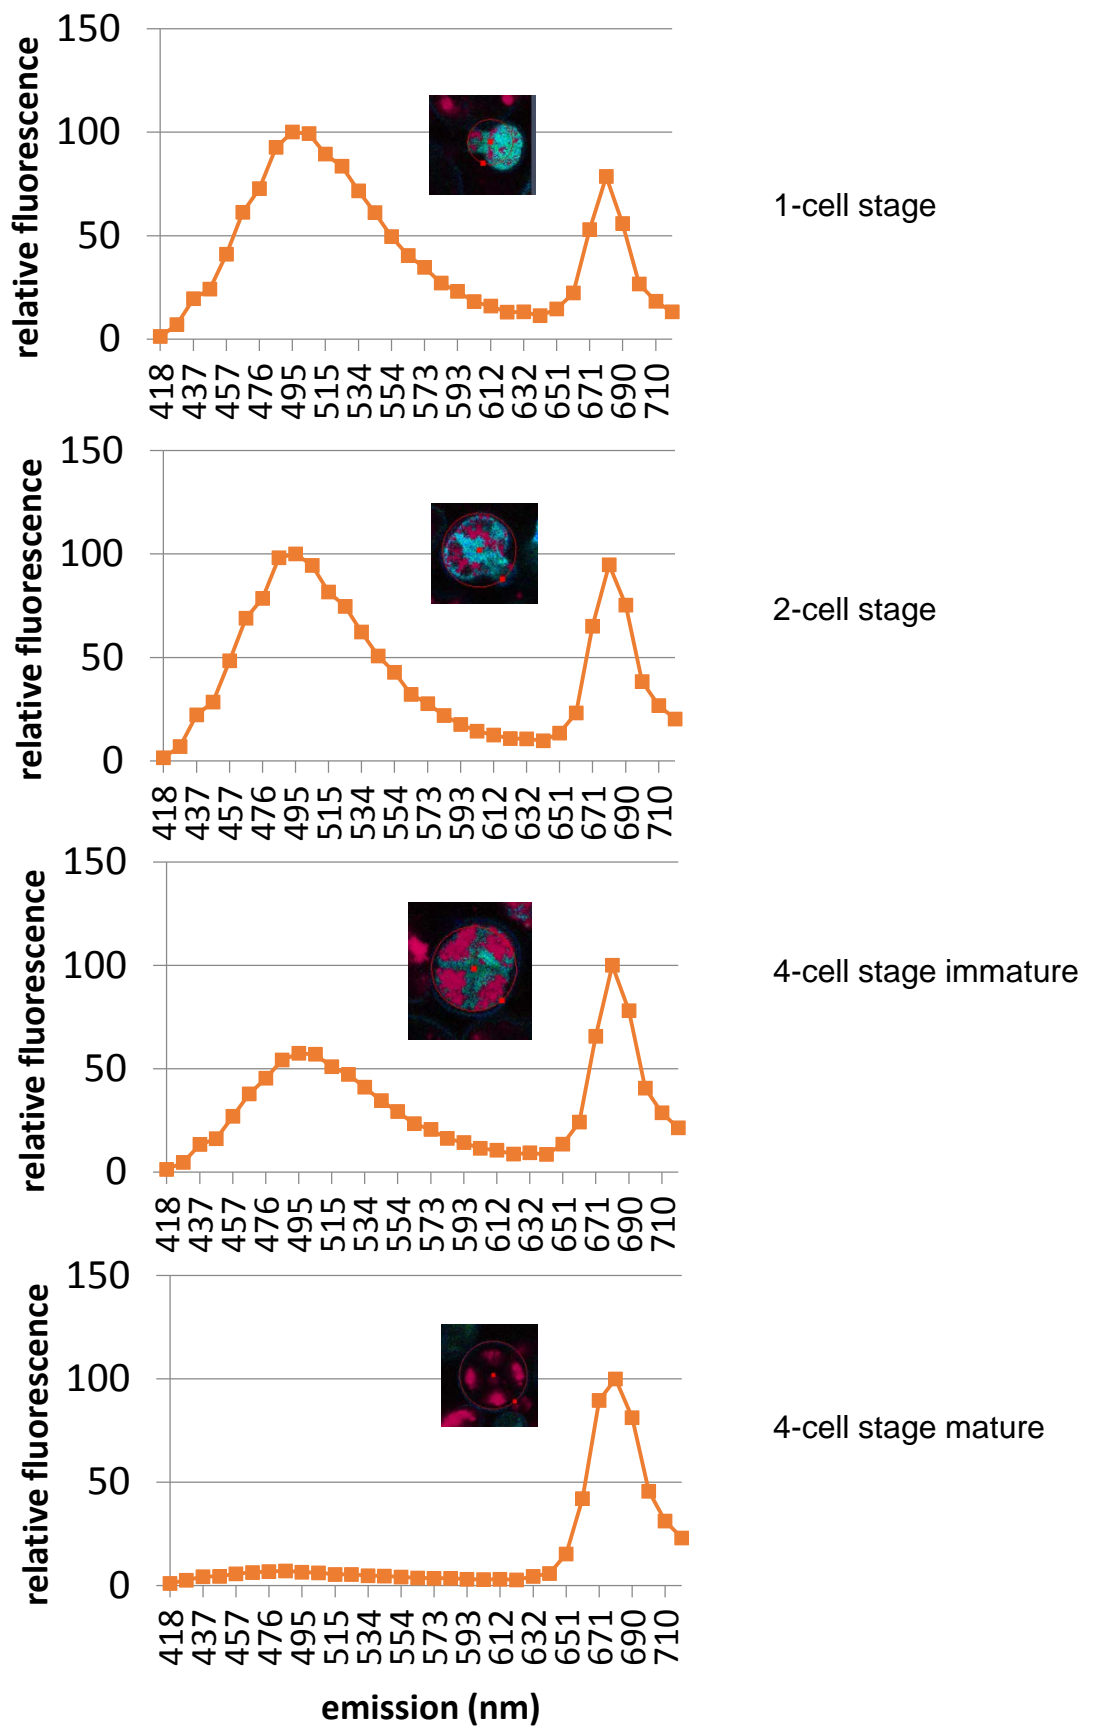 150
100
50
0
relative fluorescence
418 437 457 476 495 515 534 554 573 593 612 632 651 671 690 710
1-cell stage
150
100
50
0
relative fluorescence
418 437 457 476 495 515 534 554 573 593 612 632 651 671 690 710
2-cell stage
150
100
50
0
relative fluorescence
418 437 457 476 495 515 534 554 573 593 612 632 651 671 690 710
4-cell stage immature
150
100
50
0
relative fluorescence
418 437 457 476 495 515 534 554 573 593 612 632 651 671 690 710
4-cell stage mature
emission (nm)